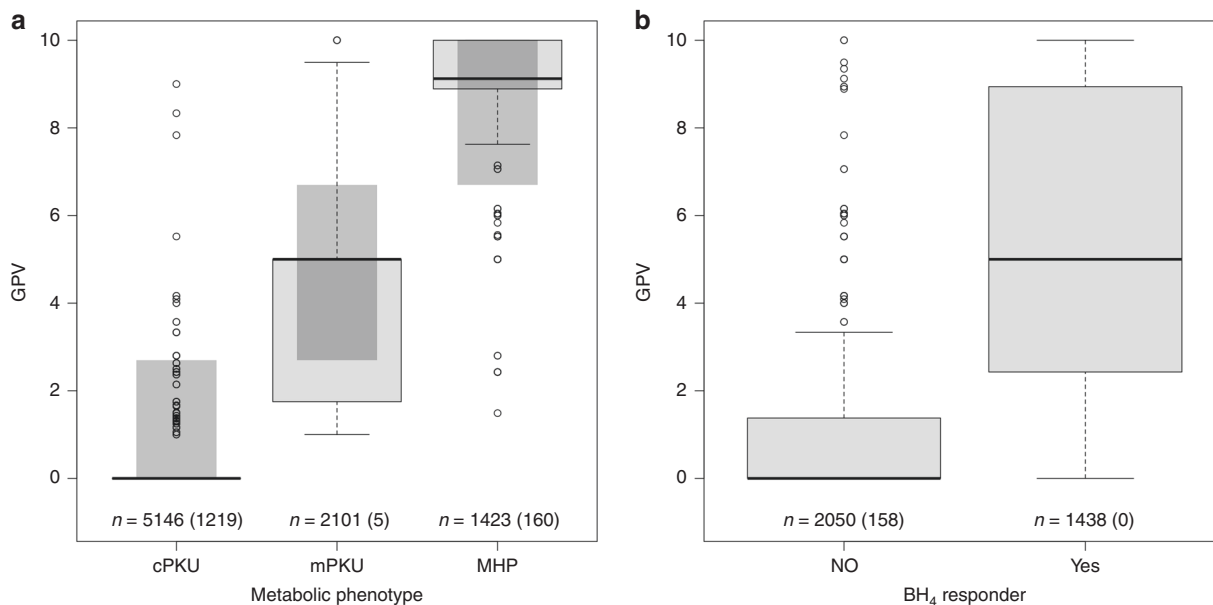 a
10
8
6
4
2
0
GPV
n = 5146 (1219)
n = 2101 (5)
n = 1423 (160)
cPKU
mPKU
MHP
Metabolic phenotype
b
10
8
6
4
2
0
GPV
n = 2050 (158)
n = 1438 (0)
NO
Yes
BH₄ responder